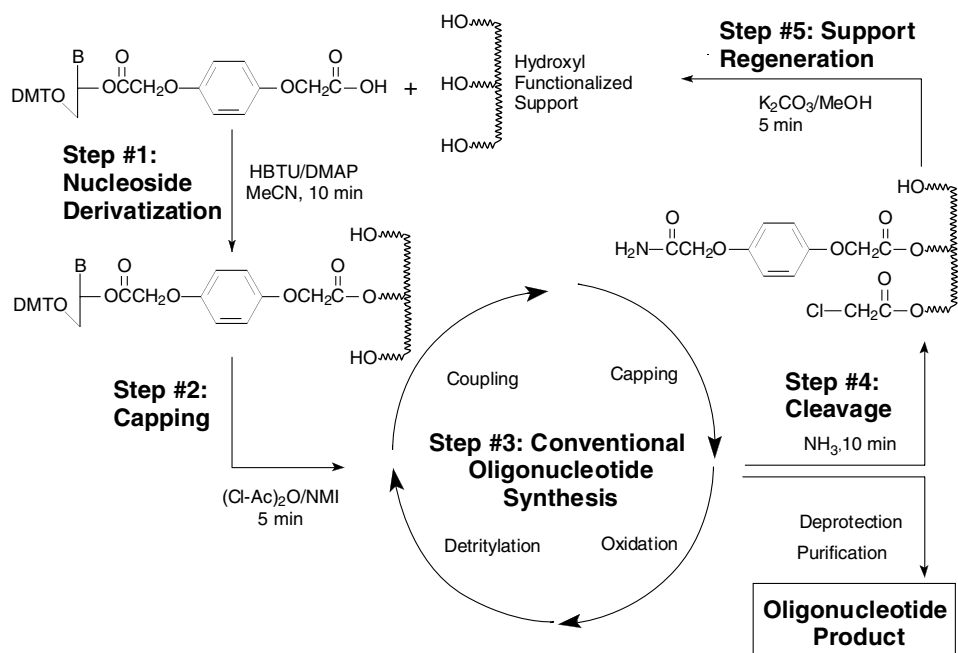 B
O
DMTO
O-CCH₂O
OCH₂C-OH
O
+
HO
HO
HO
Hydroxyl
Functionalized
Support
Step #5: Support
Regeneration
K₂CO₃/MeOH
5 min
Step #1:
Nucleoside
Derivatization
HBTU/DMAP
MeCN, 10 min
B
O
DMTO
O-CCH₂O
OCH₂C-O
O
HO
HO
HO
O
H₂N-CCH₂O
OCH₂C-O
O
O
Cl-CH₂C-O
Step #2:
Capping
(Cl-Ac)₂O/NMI
5 min
Coupling
Capping
Step #3: Conventional
Oligonucleotide
Synthesis
Detritylation
Oxidation
Step #4:
Cleavage
NH₃,10 min
Deprotection
Purification
Oligonucleotide
Product